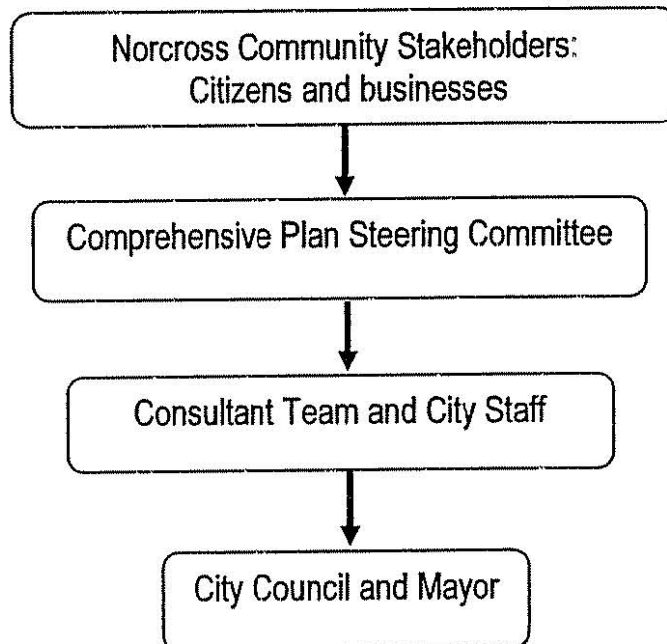 Norcross Community Stakeholders:
Citizens and businesses
Comprehensive Plan Steering Committee
Consultant Team and City Staff
City Council and Mayor